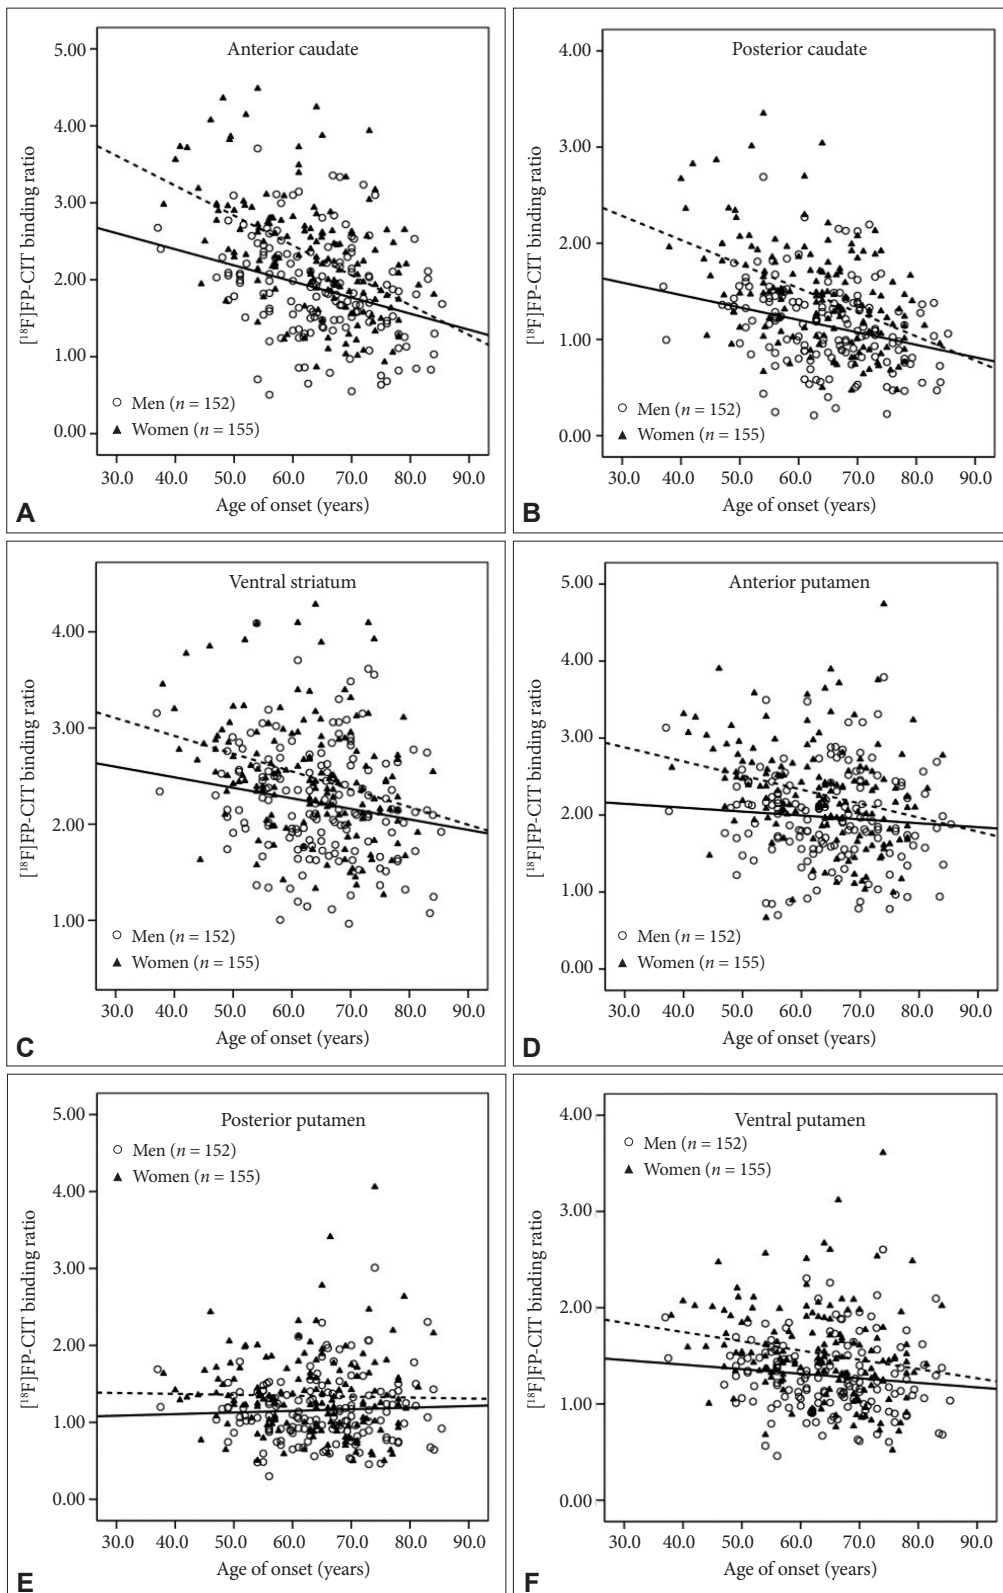 Anterior caudate
5.00
4.00
3.00
2.00
1.00
0.00
[¹⁸F]FP-CIT binding ratio
Men (n = 152)
Women (n = 155)
30.0 40.0 50.0 60.0 70.0 80.0 90.0
Age of onset (years)
A
Posterior caudate
4.00
3.00
2.00
1.00
0.00
[¹⁸F]FP-CIT binding ratio
Men (n = 152)
Women (n = 155)
30.0 40.0 50.0 60.0 70.0 80.0 90.0
Age of onset (years)
B
Ventral striatum
4.00
3.00
2.00
1.00
[¹⁸F]FP-CIT binding ratio
Men (n = 152)
Women (n = 155)
30.0 40.0 50.0 60.0 70.0 80.0 90.0
Age of onset (years)
C
Anterior putamen
5.00
4.00
3.00
2.00
1.00
0.00
[¹⁸F]FP-CIT binding ratio
Men (n = 152)
Women (n = 155)
30.0 40.0 50.0 60.0 70.0 80.0 90.0
Age of onset (years)
D
Posterior putamen
Men (n = 152)
Women (n = 155)
5.00
4.00
3.00
2.00
1.00
0.00
[¹⁸F]FP-CIT binding ratio
30.0 40.0 50.0 60.0 70.0 80.0 90.0
Age of onset (years)
E
Ventral putamen
Men (n = 152)
Women (n = 155)
4.00
3.00
2.00
1.00
0.00
[¹⁸F]FP-CIT binding ratio
30.0 40.0 50.0 60.0 70.0 80.0 90.0
Age of onset (years)
F